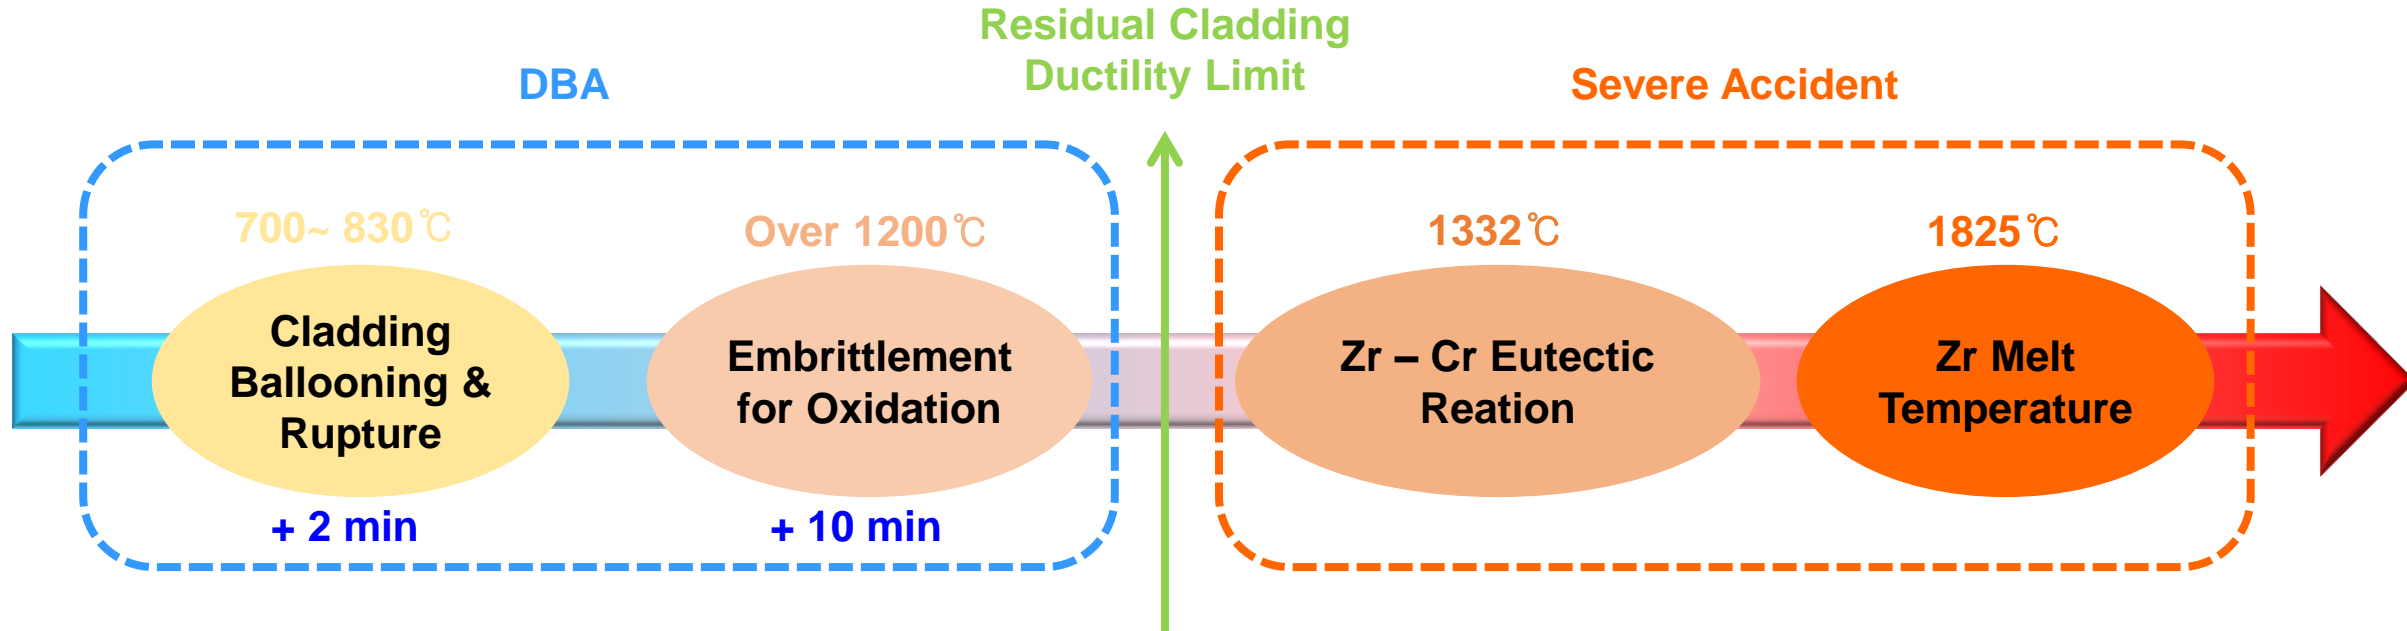 Residual Cladding
Ductility Limit
DBA
Severe Accident
700~ 830℃
Over 1200℃
1332℃
1825℃
Cladding
Ballooning &
Rupture
Embrittlement
for Oxidation
Zr – Cr Eutectic
Reation
Zr Melt
Temperature
+ 2 min
+ 10 min